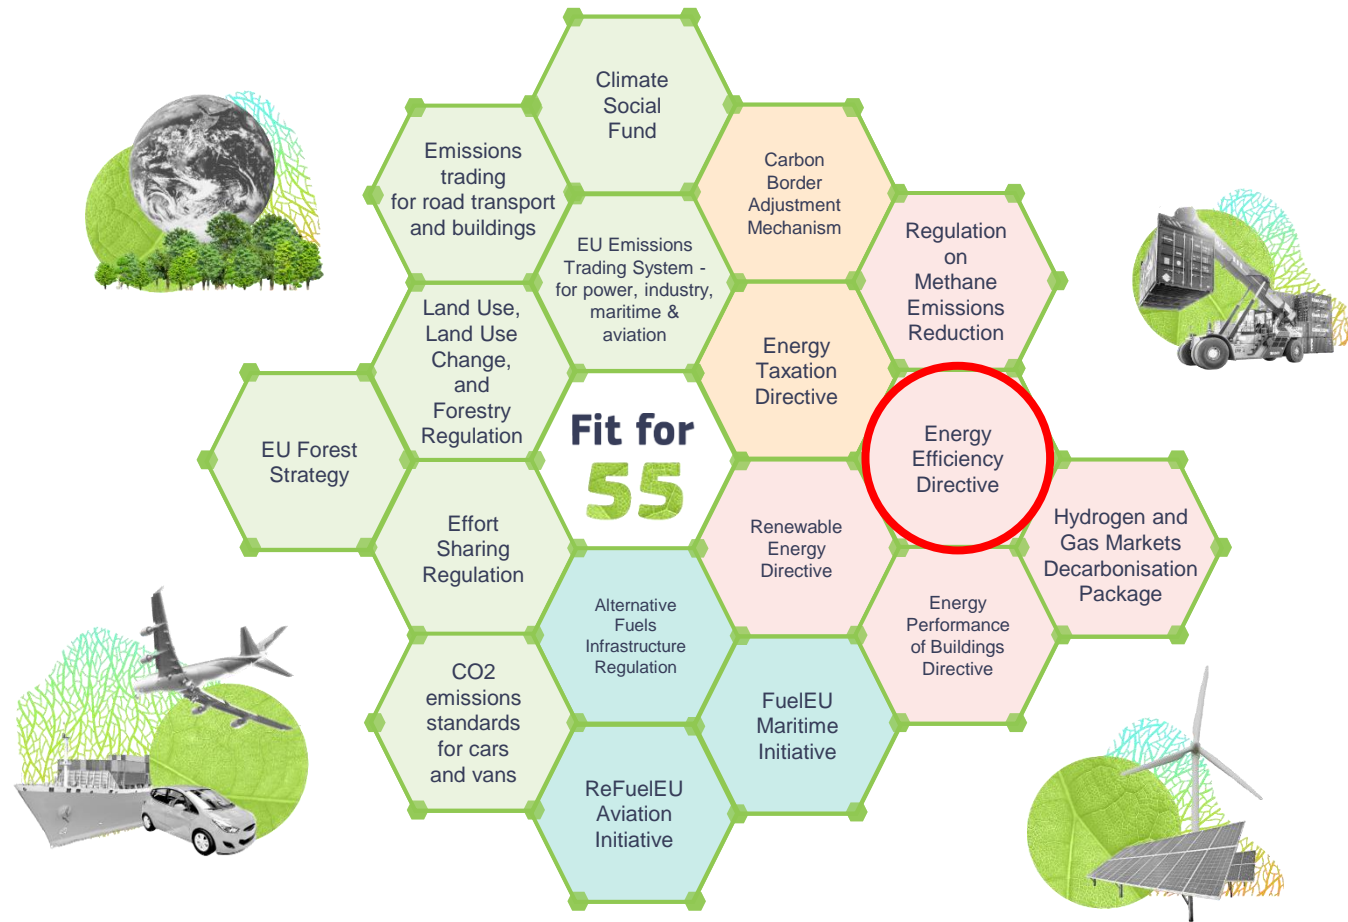 Climate
Social
Fund
Emissions
trading
for road transport
and buildings
Carbon
Border
Adjustment
Mechanism
EU Emissions
Trading System -
for power, industry,
maritime &
aviation
Regulation
on
Methane
Emissions
Reduction
Land Use,
Land Use
Change,
and
Forestry
Regulation
Energy
Taxation
Directive
Fit for
55
EU Forest
Strategy
Energy
Efficiency
Directive
Effort
Sharing
Regulation
Renewable
Energy
Directive
Hydrogen and
Gas Markets
Decarbonisation
Package
Alternative
Fuels
Infrastructure
Regulation
Energy
Performance
of Buildings
Directive
CO2
emissions
standards
for cars
and vans
FuelEU
Maritime
Initiative
ReFuelEU
Aviation
Initiative